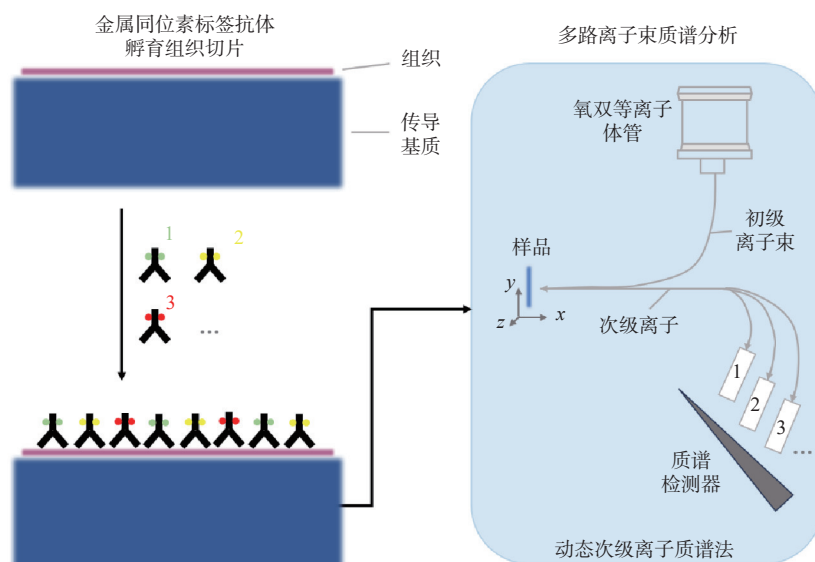 金属同位素标签抗体
孵育组织切片
组织
传导
基质
1
2
3
...
多路离子束质谱分析
氧双等离子
体管
初级
离子束
样品
y
z
x
次级离子
1
2
3
...
质谱
检测器
动态次级离子质谱法